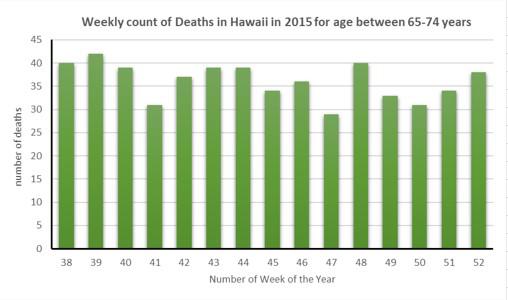 Weekly count of Deaths in Hawaii in 2015 for age between 65-74 years
number of deaths
45
40
35
30
25
20
15
10
5
0
38 39 40 41 42 43 44 45 46 47 48 49 50 51 52
Number of Week of the Year